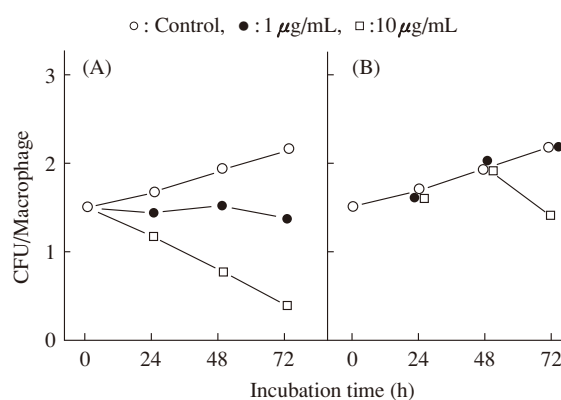 ○ : Control, ● : 1 μg/mL, □ :10 μg/mL
(A) (B)
3
2
1
0
CFU/Macrophage
0 24 48 72 0 24 48 72
Incubation time (h)